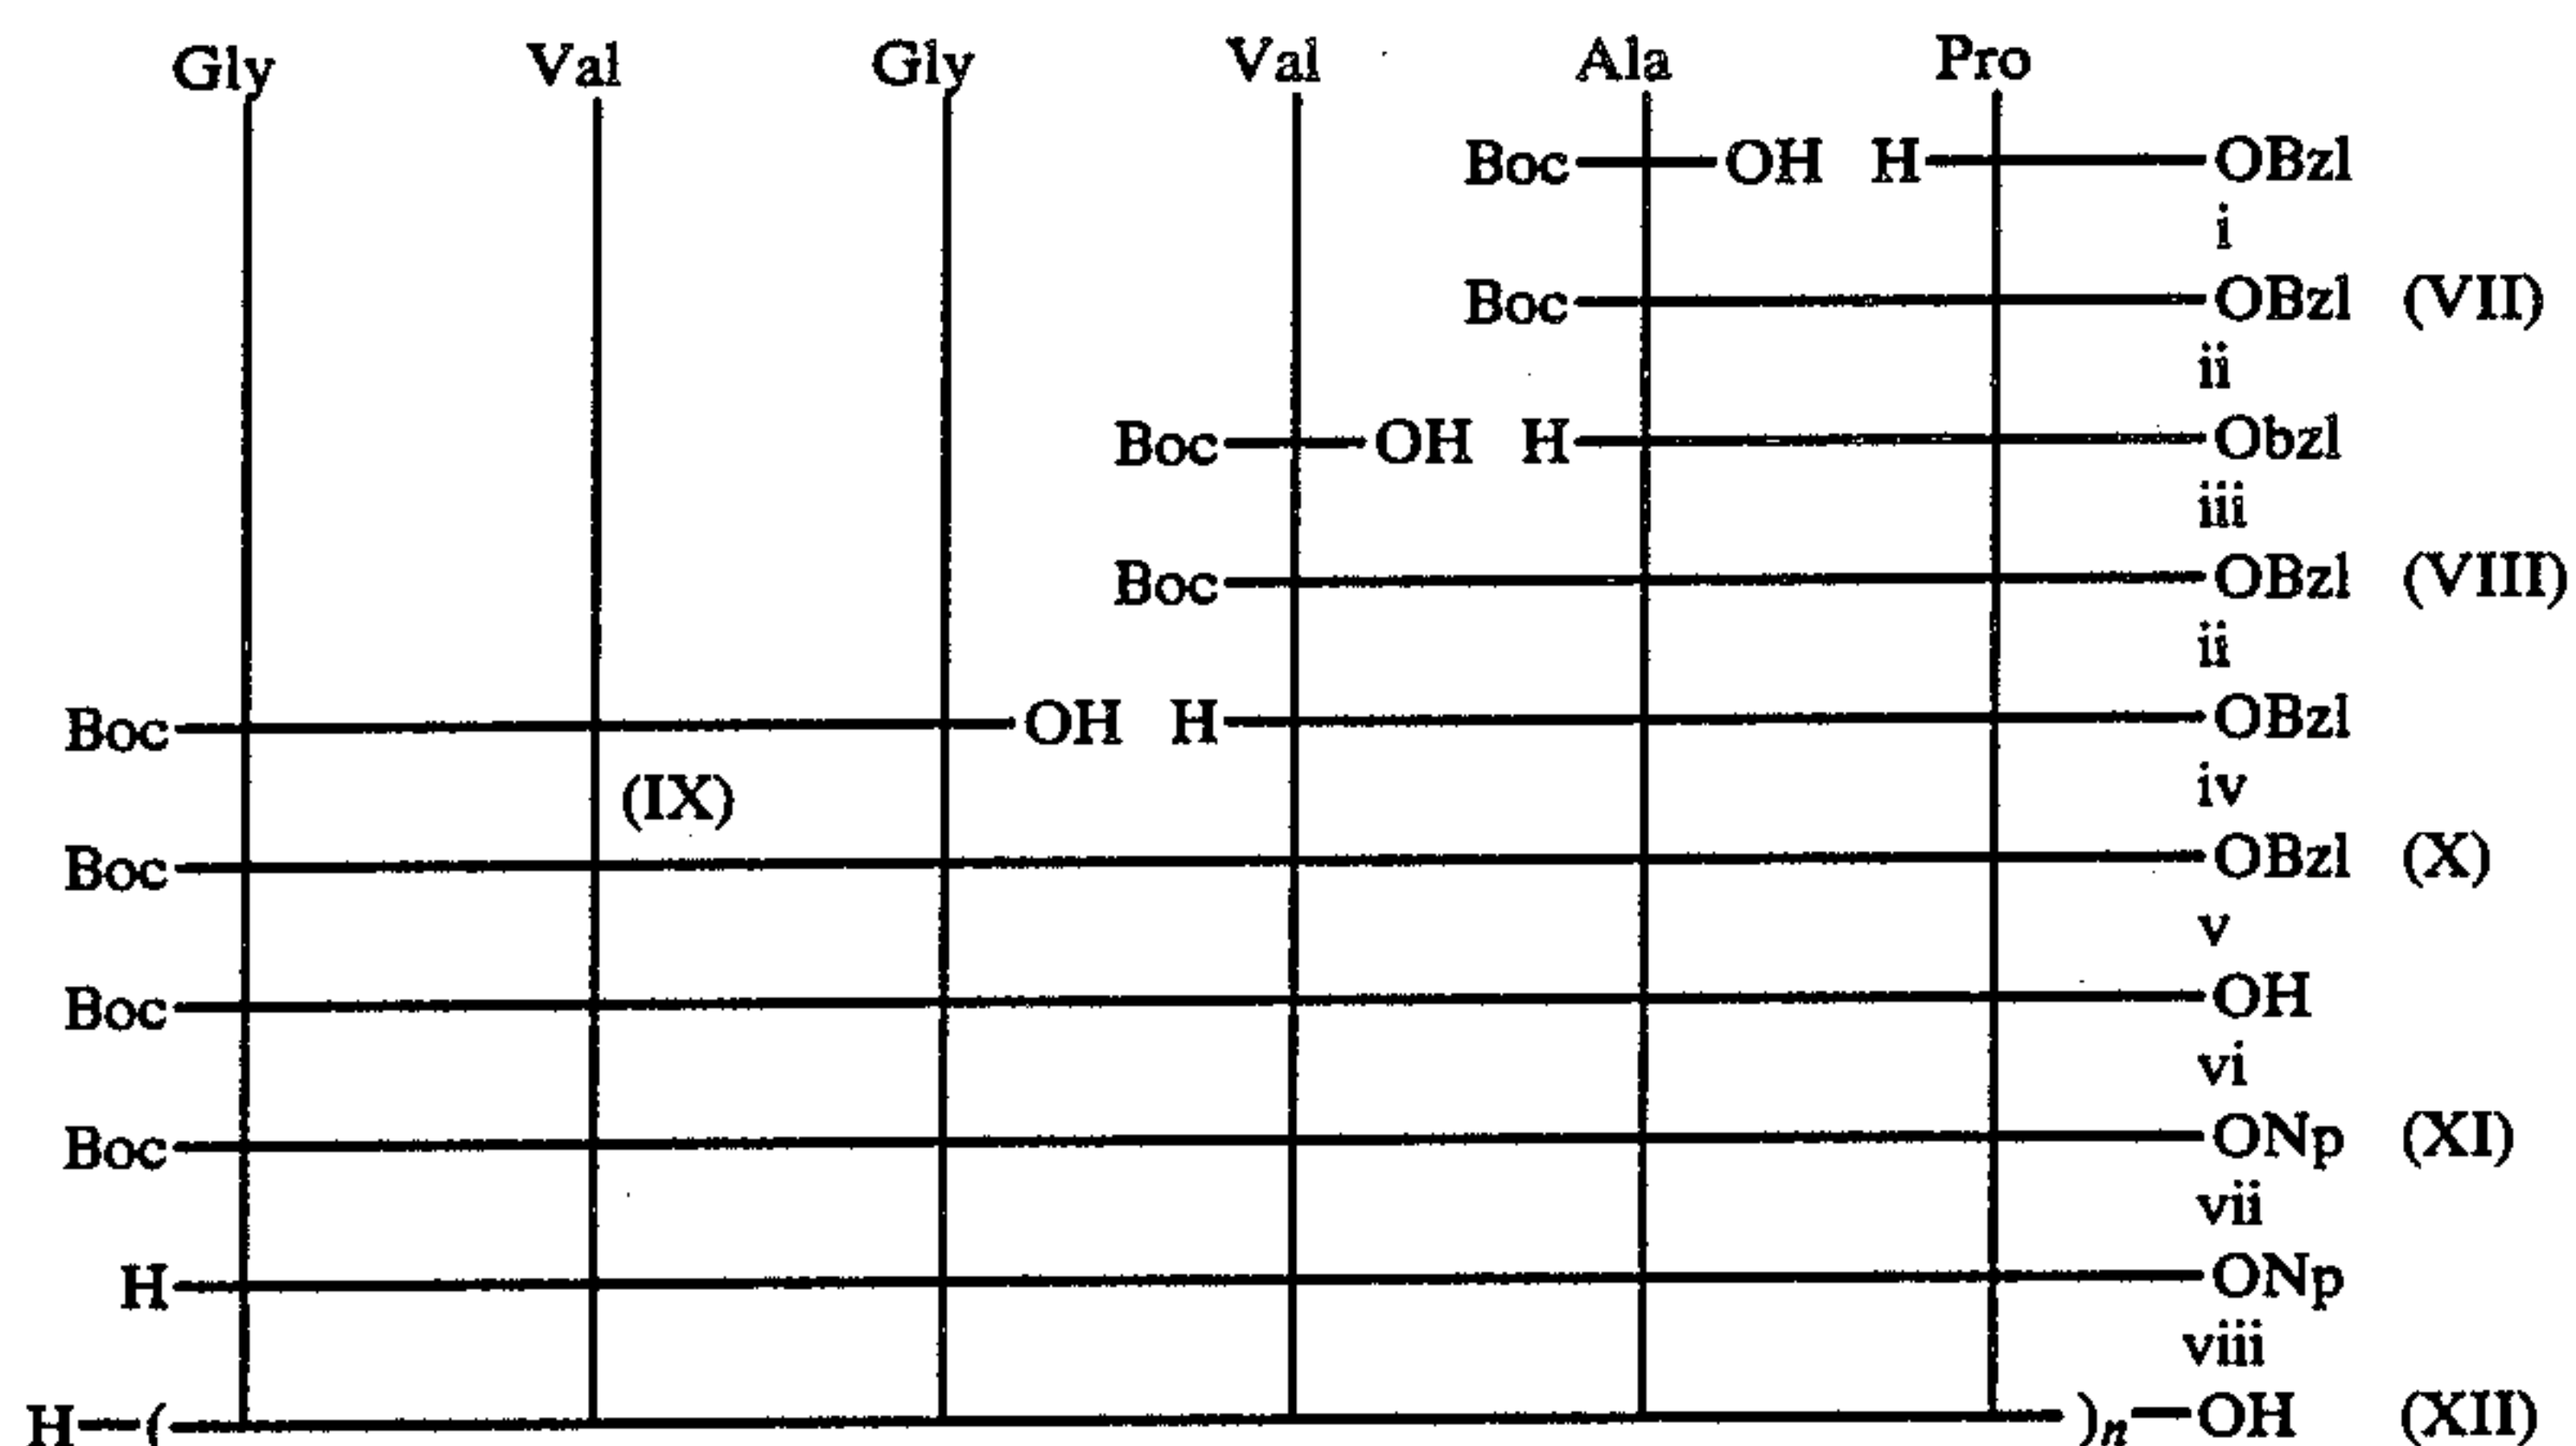 Gly Val Gly Val Ala Pro
Boc OH H OBzl
i
Boc OBzl (VII)
ii
Boc OH H Obzl
iii
Boc OBzl (VIII)
ii
Boc OH H OBzl
(IX) iv
Boc OBzl (X)
v
Boc OH
vi
Boc ONp (XI)
vii
H ONp
viii
H—( )n—OH (XII)